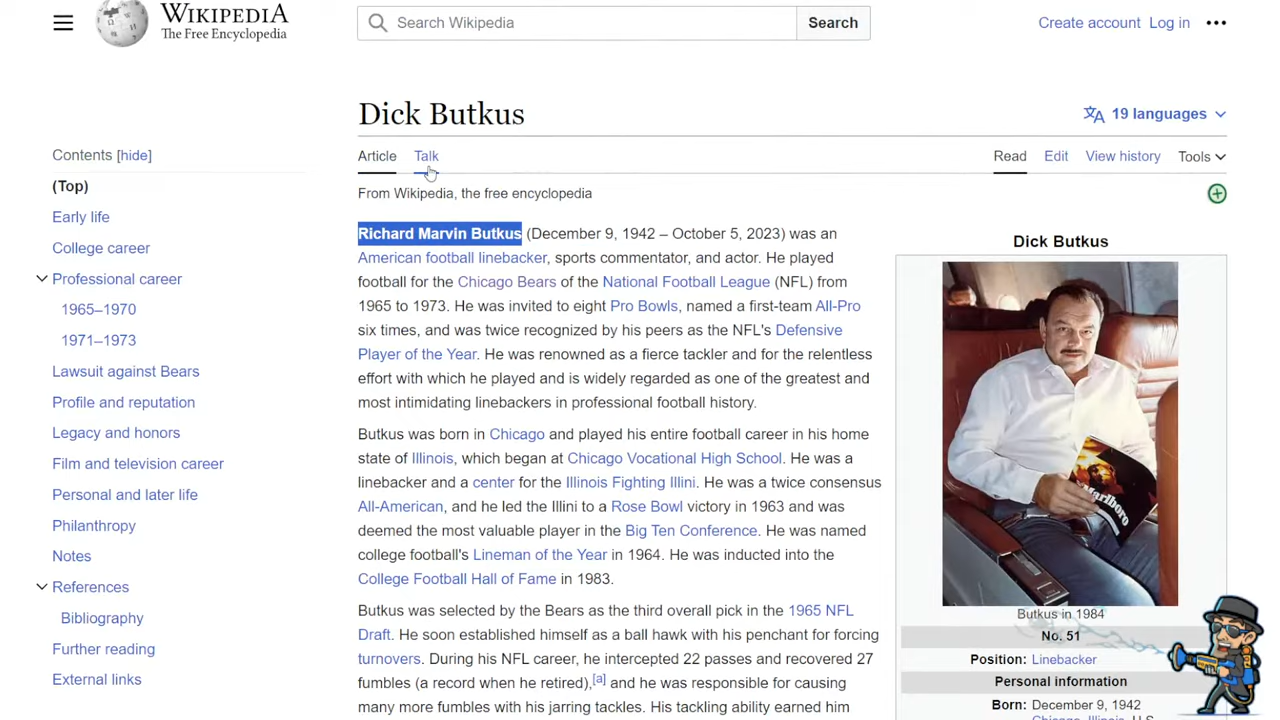 WIKIPEDIA
The Free Encyclopedia
Search Wikipedia
Search
Create account Log in
Dick Butkus
19 languages
Contents [hide]
Article Talk
Read Edit View history Tools
(Top)
From Wikipedia, the free encyclopedia
Early life
College career
Professional career
1965–1970
1971–1973
Lawsuit against Bears
Profile and reputation
Legacy and honors
Film and television career
Personal and later life
Philanthropy
Notes
References
Bibliography
Further reading
External links
Richard Marvin Butkus (December 9, 1942 – October 5, 2023) was an
American football linebacker, sports commentator, and actor. He played
football for the Chicago Bears of the National Football League (NFL) from
1965 to 1973. He was invited to eight Pro Bowls, named a first-team All-Pro
six times, and was twice recognized by his peers as the NFL's Defensive
Player of the Year. He was renowned as a fierce tackler and for the relentless
effort with which he played and is widely regarded as one of the greatest and
most intimidating linebackers in professional football history.
Butkus was born in Chicago and played his entire football career in his home
state of Illinois, which began at Chicago Vocational High School. He was a
linebacker and a center for the Illinois Fighting Illini. He was a twice consensus
All-American, and he led the Illini to a Rose Bowl victory in 1963 and was
deemed the most valuable player in the Big Ten Conference. He was named
college football's Lineman of the Year in 1964. He was inducted into the
College Football Hall of Fame in 1983.
Butkus was selected by the Bears as the third overall pick in the 1965 NFL
Draft. He soon established himself as a ball hawk with his penchant for forcing
turnovers. During his NFL career, he intercepted 22 passes and recovered 27
fumbles (a record when he retired),[a] and he was responsible for causing
many more fumbles with his jarring tackles. His tackling ability earned him
Dick Butkus
Marlboro
Butkus in 1984
No. 51
Position: Linebacker
Personal information
Born: December 9, 1942
Chicago, Illinois, U.S.